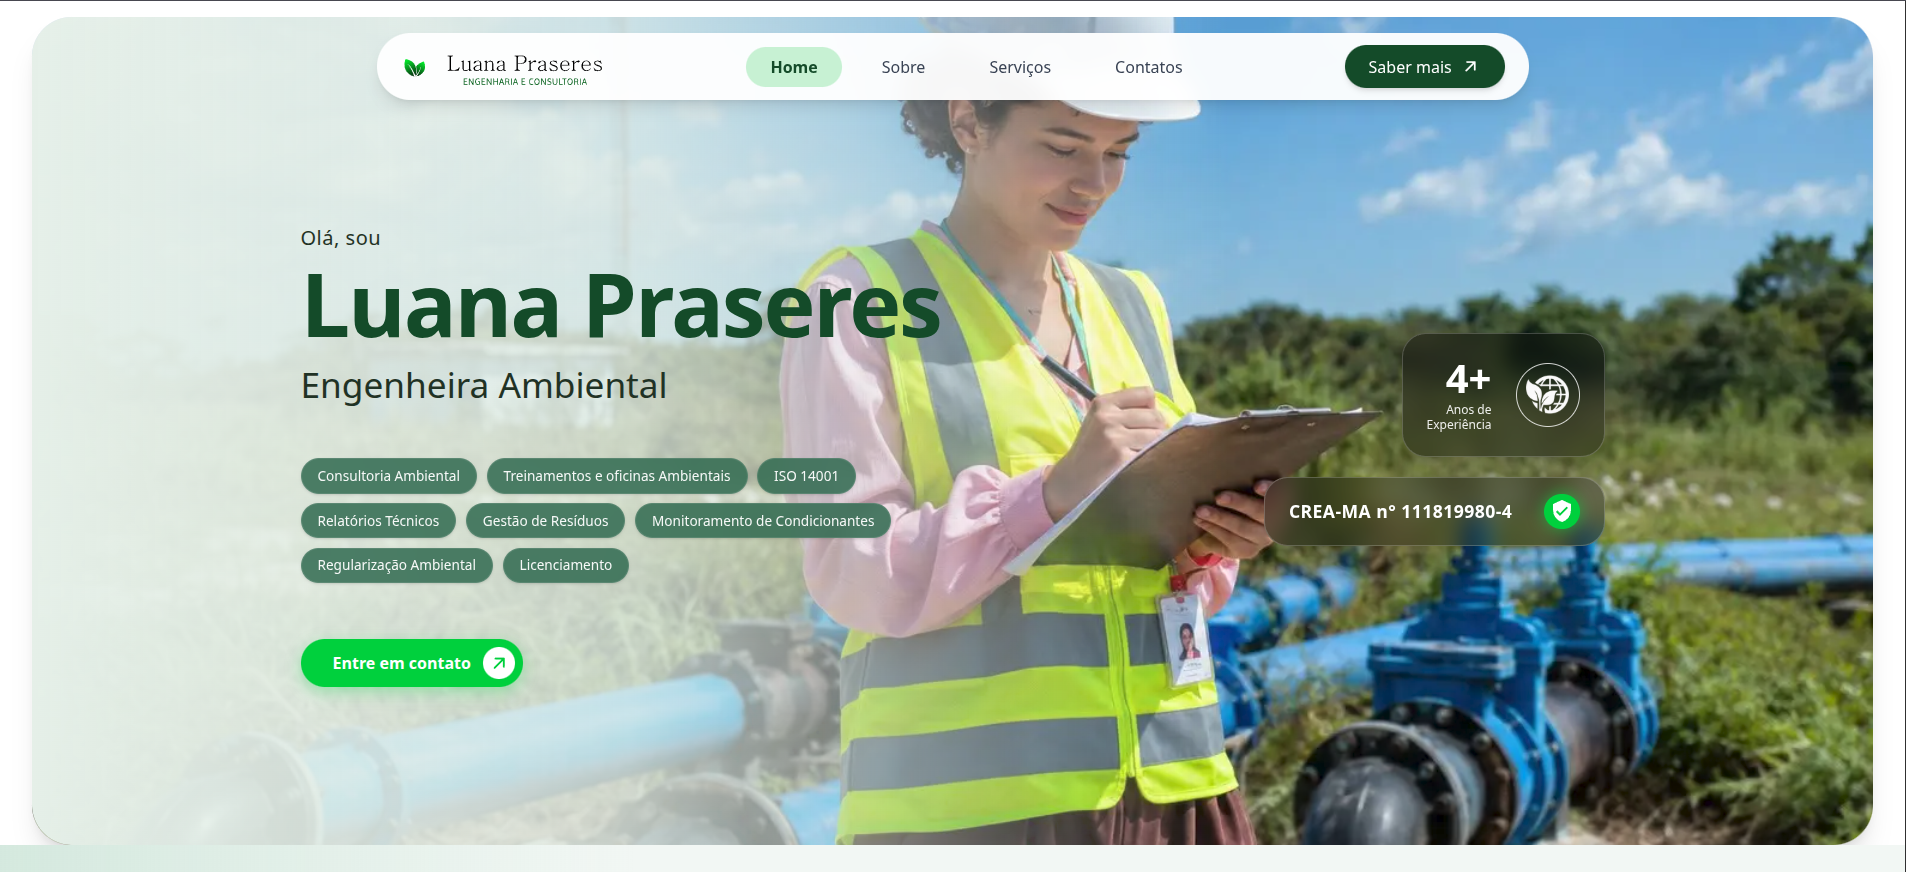 Luana Praseres
ENGENHARIA E CONSULTORIA
Home
Sobre
Serviços
Contatos
Saber mais
Olá, sou
Luana Praseres
Engenheira Ambiental
Consultoria Ambiental
Treinamentos e oficinas Ambientais
ISO 14001
Relatórios Técnicos
Gestão de Resíduos
Monitoramento de Condicionantes
Regularização Ambiental
Licenciamento
Entre em contato
4+
Anos de
Experiência
CREA-MA n° 111819980-4